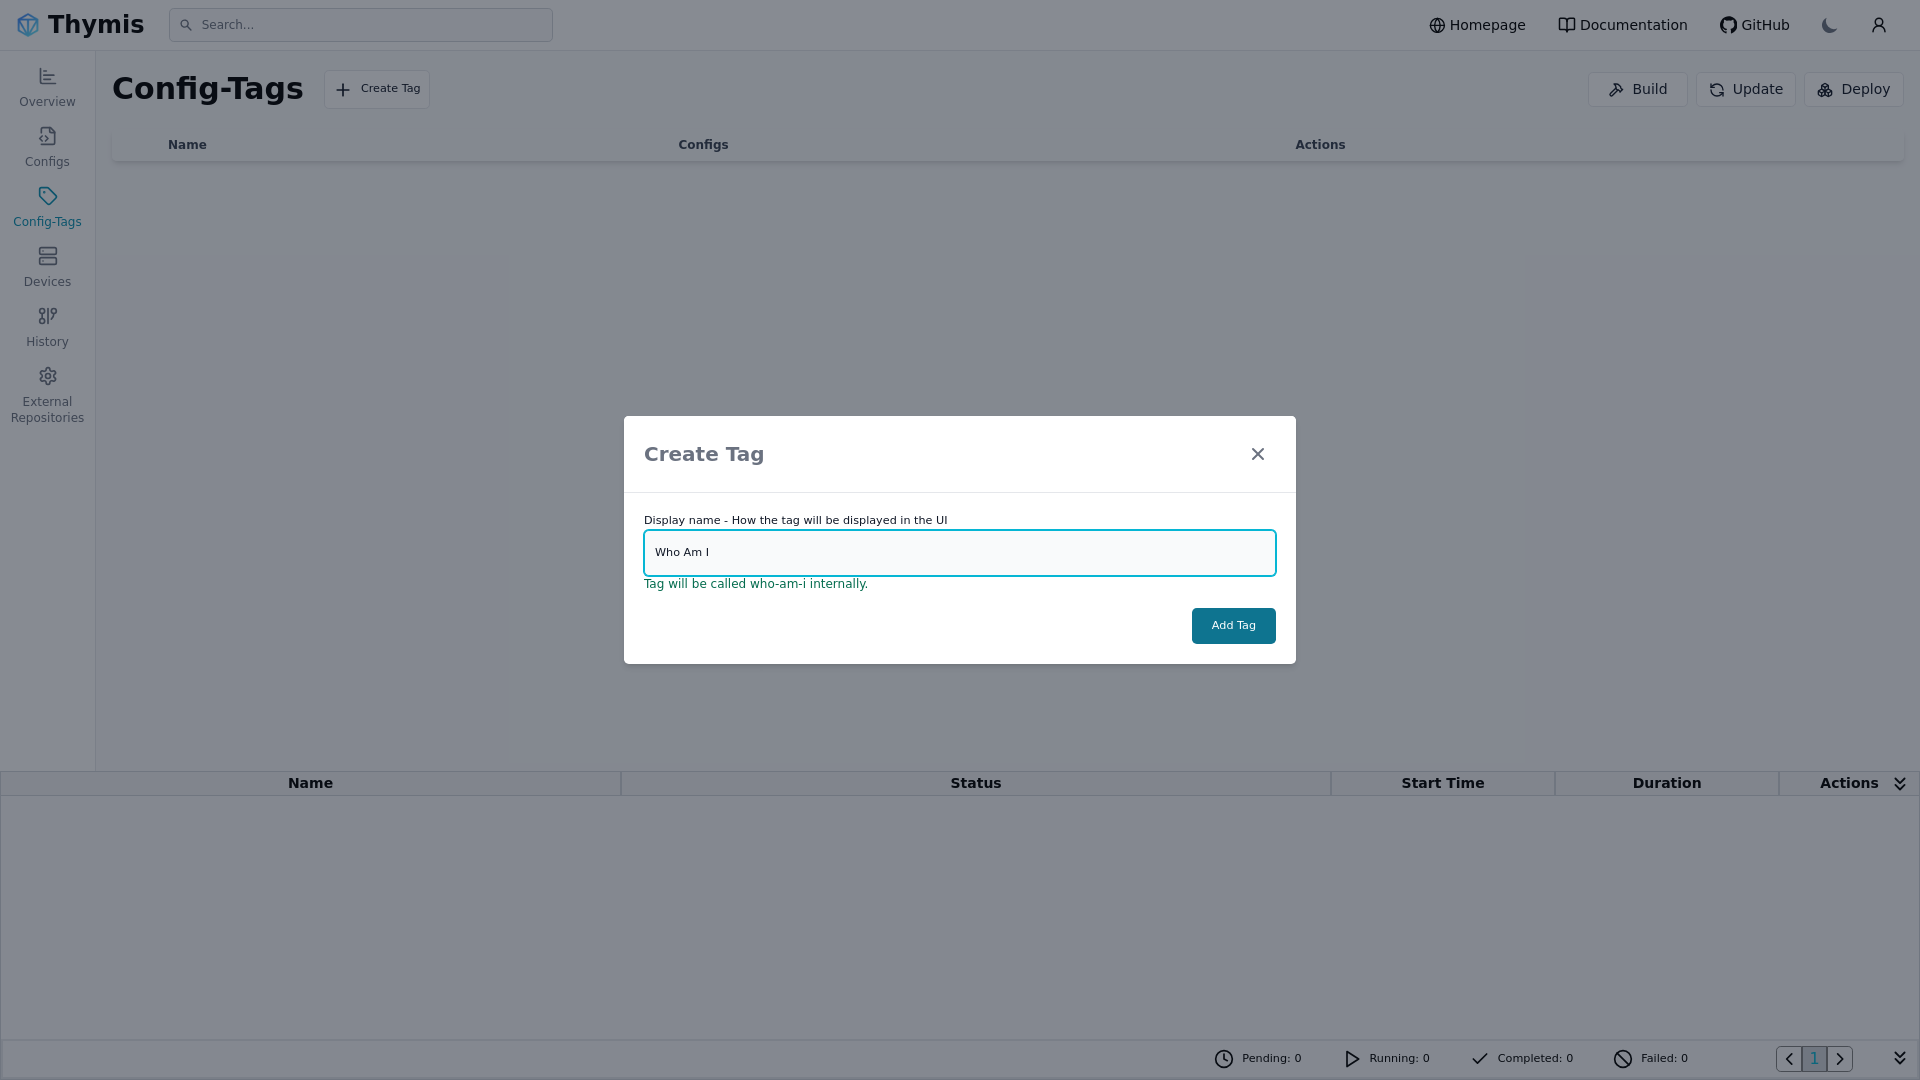 Thymis
Search...
Homepage
Documentation
GitHub
Overview
Configs
Config-Tags
Devices
History
External
Repositories
Config-Tags
Create Tag
Build
Update
Deploy
Name Configs Actions
Create Tag
Display name - How the tag will be displayed in the UI
Who Am I
Tag will be called who-am-i internally.
Add Tag
Name Status Start Time Duration Actions
Pending: 0 Running: 0 Completed: 0 Failed: 0 1